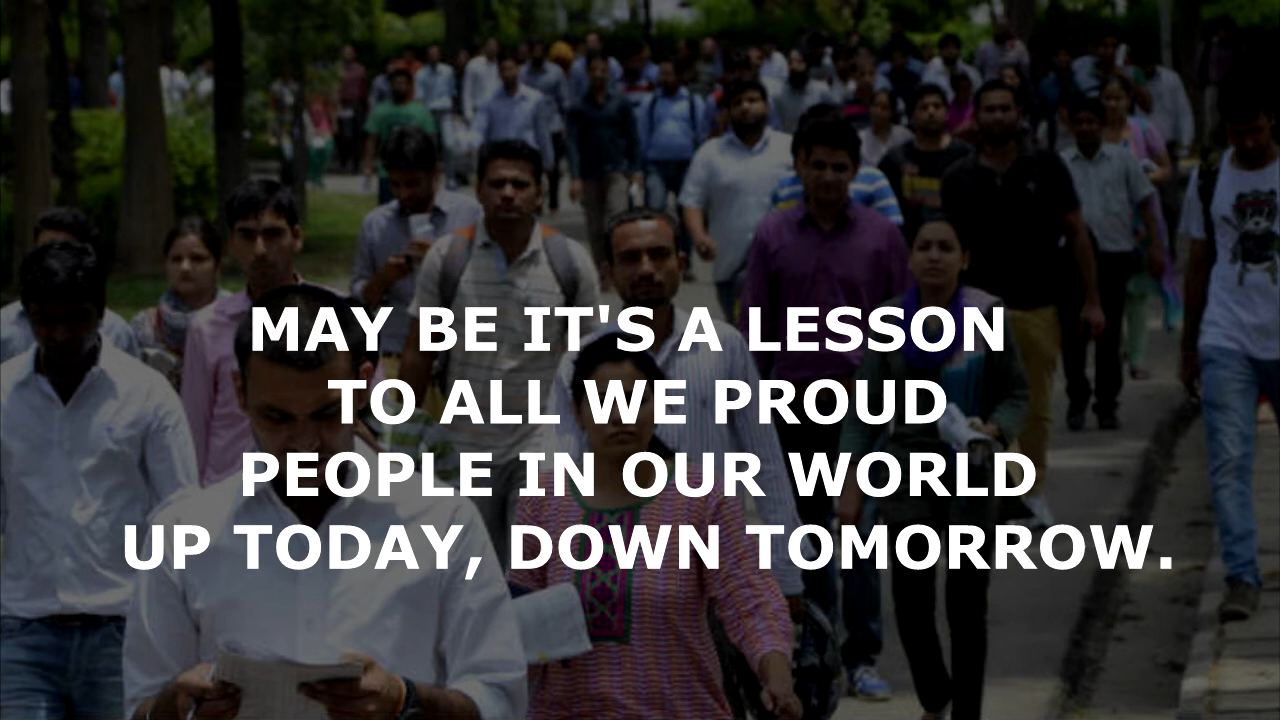 MAY BE IT'S A LESSON
TO ALL WE PROUD
PEOPLE IN OUR WORLD
UP TODAY, DOWN TOMORROW.